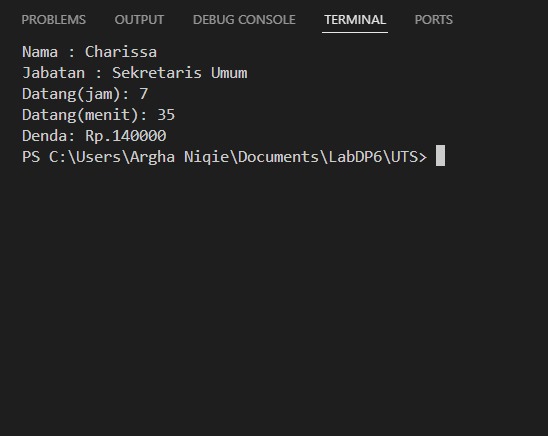 PROBLEMS OUTPUT DEBUG CONSOLE TERMINAL PORTS
Nama : Charissa
Jabatan : Sekretaris Umum
Datang(jam): 7
Datang(menit): 35
Denda: Rp.140000
PS C:\Users\Argha Niqie\Documents\LabDP6\UTS>